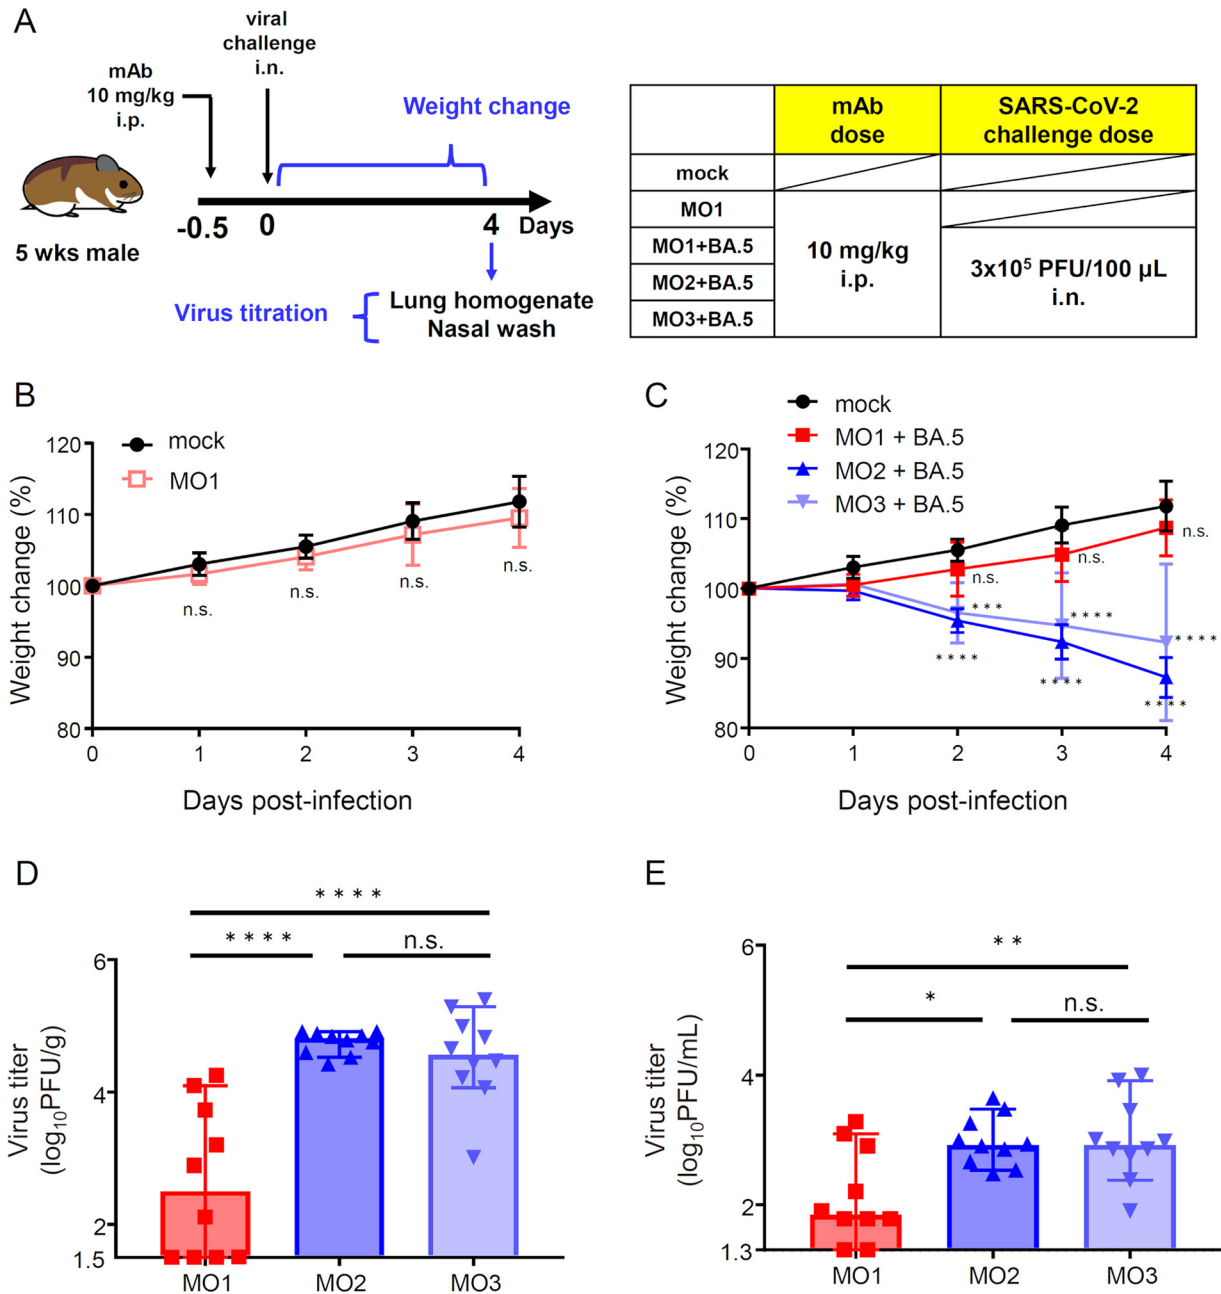 A
mAb
10 mg/kg
i.p.
viral
challenge
i.n.
Weight change
-0.5
0
4
Days
5 wks male
Virus titration
Lung homogenate
Nasal wash
mAb
dose
SARS-CoV-2
challenge dose
mock
MO1
MO1+BA.5
MO2+BA.5
MO3+BA.5
10 mg/kg
i.p.
3x10⁵ PFU/100 µL
i.n.
B
mock
MO1
Weight change (%)
120
110
100
90
80
n.s.
n.s.
n.s.
n.s.
0
1
2
3
4
Days post-infection
C
mock
MO1 + BA.5
MO2 + BA.5
MO3 + BA.5
Weight change (%)
120
110
100
90
80
n.s.
n.s.
n.s.
***
****
****
****
****
****
0
1
2
3
4
Days post-infection
D
****
****
n.s.
Virus titer
(log₁₀PFU/g)
6
4
2
1.5
MO1
MO2
MO3
E
**
*
n.s.
Virus titer
(log₁₀PFU/mL)
6
4
2
1.3
MO1
MO2
MO3